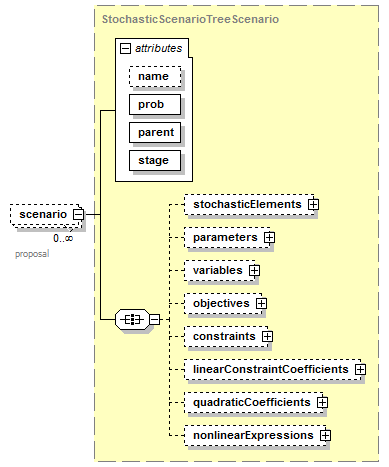 StochasticScenarioTreeScenario
attributes
name
prob
parent
stage
scenario
0..∞
proposal
stochasticElements
parameters
variables
objectives
constraints
linearConstraintCoefficients
quadraticCoefficients
nonlinearExpressions